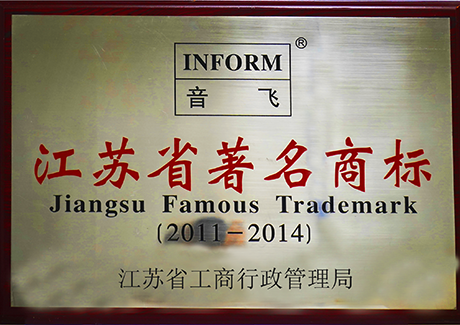 INFORM®
音飞
江苏省著名商标
Jiangsu Famous Trademark
(2011-2014)
江苏省工商行政管理局